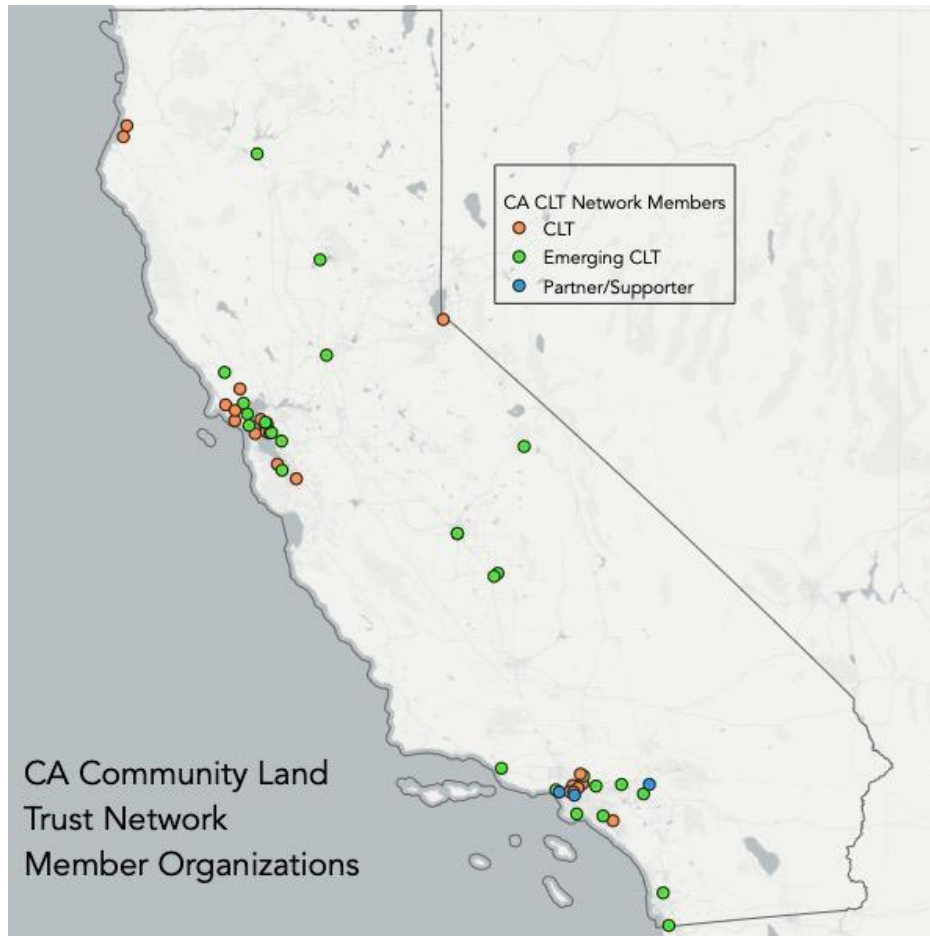 CA CLT Network Members
CLT
Emerging CLT
Partner/Supporter
CA Community Land
Trust Network
Member Organizations